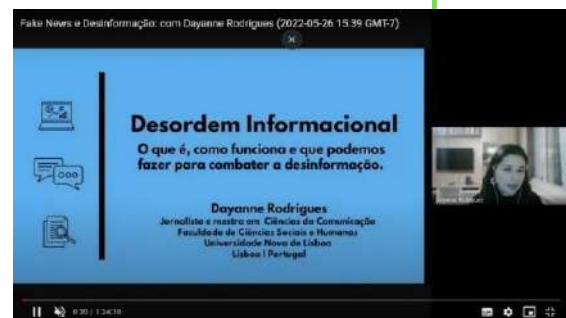 Fake News e Desinformação: com Dayanne Rodrigues (2022-05-26 15:39 GMT-7)
Desordem Informacional
O que é, como funciona e que podemos
fazer para combater a desinformação.
Dayanne Rodrigues
Jornalista e mestra em Ciências da Comunicação
Faculdade de Ciências Sociais e Humanas
Universidade Nova de Lisboa
Lisboa | Portugal